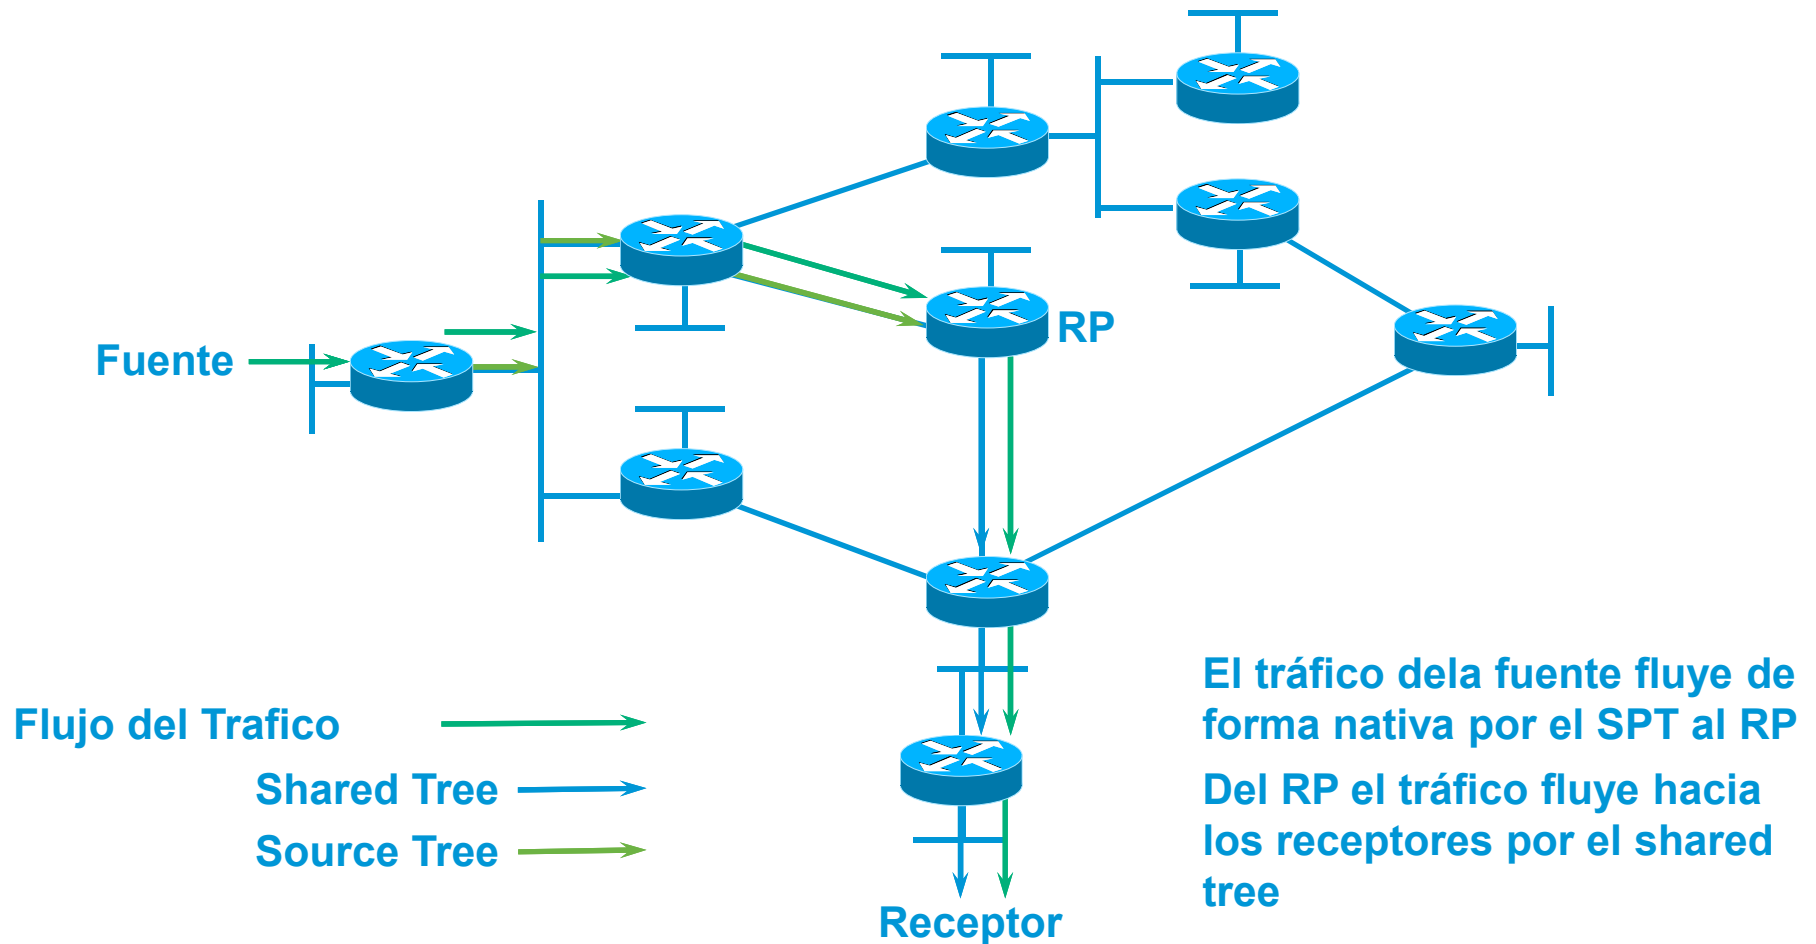 RP
Fuente
Flujo del Trafico
Shared Tree
Source Tree
Receptor
El tráfico dela fuente fluye de
forma nativa por el SPT al RP
Del RP el tráfico fluye hacia
los receptores por el shared
tree